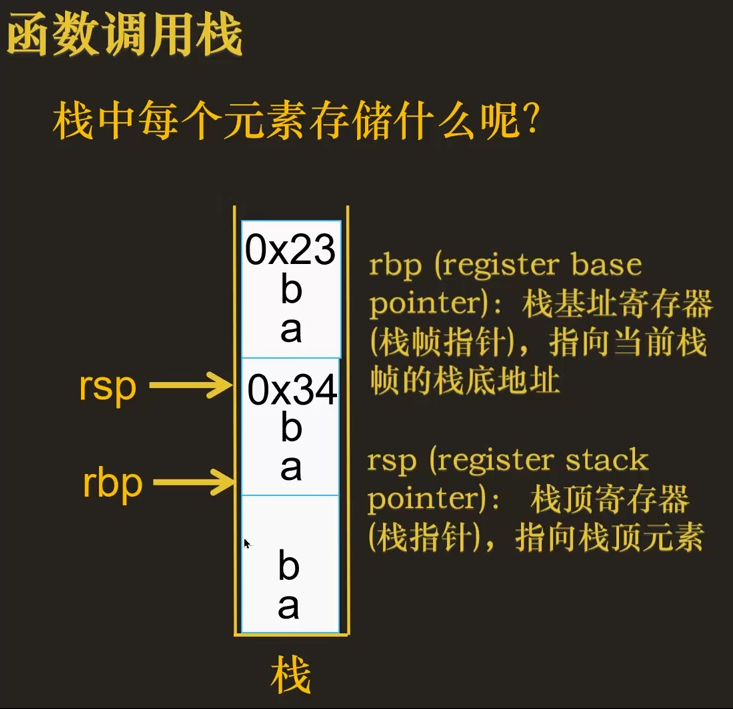 函数调用栈
栈中每个元素存储什么呢?
0x23
b
a
rsp
0x34
b
a
rbp
b
a
栈
rbp (register base
pointer)：栈基址寄存器
(栈帧指针)，指向当前栈
帧的栈底地址
rsp (register stack
pointer)： 栈顶寄存器
(栈指针)，指向栈顶元素